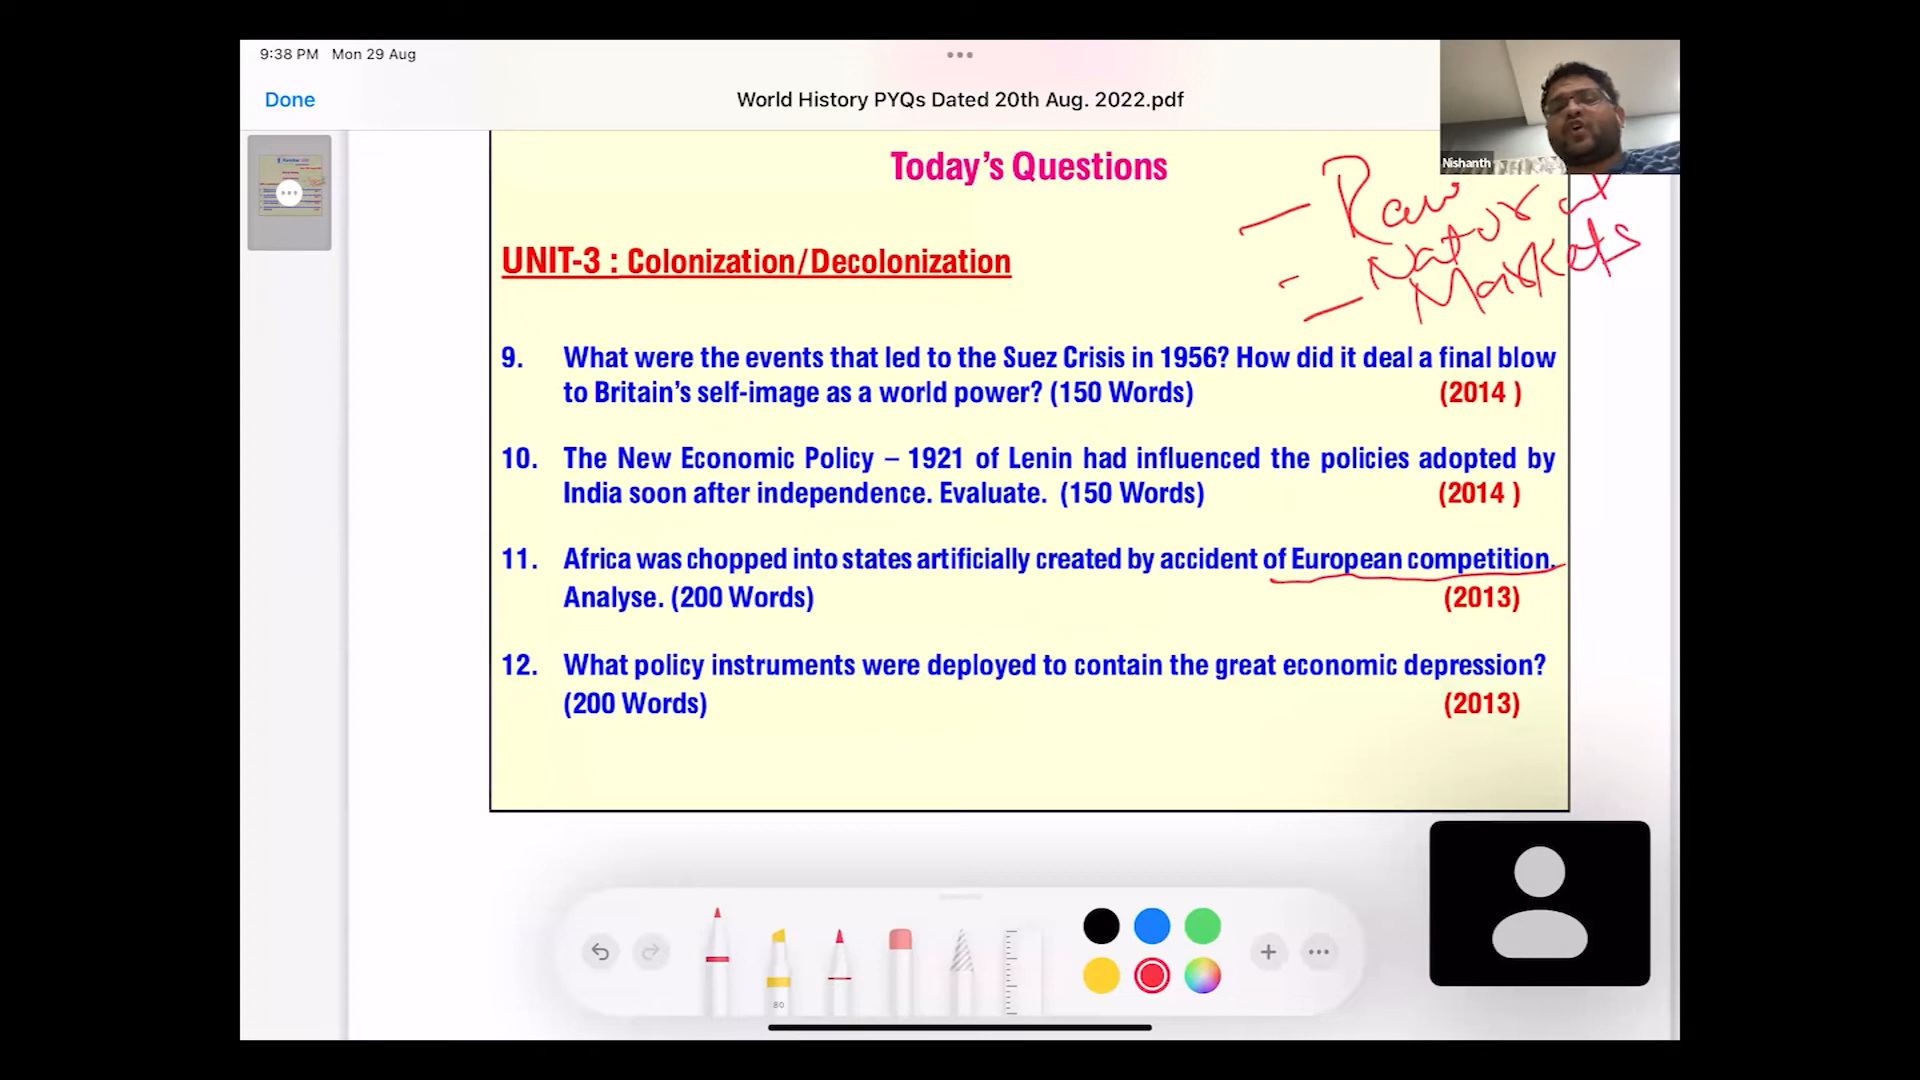 9:38 PM Mon 29 Aug
Done
World History PYQs Dated 20th Aug. 2022.pdf
Nishanth
Today's Questions
– Raw
- Natural
– Markets
UNIT-3 : Colonization/Decolonization
9. What were the events that led to the Suez Crisis in 1956? How did it deal a final blow
to Britain's self-image as a world power? (150 Words) (2014 )
10. The New Economic Policy – 1921 of Lenin had influenced the policies adopted by
India soon after independence. Evaluate. (150 Words) (2014 )
11. Africa was chopped into states artificially created by accident of European competition.
Analyse. (200 Words) (2013)
12. What policy instruments were deployed to contain the great economic depression?
(200 Words) (2013)
80